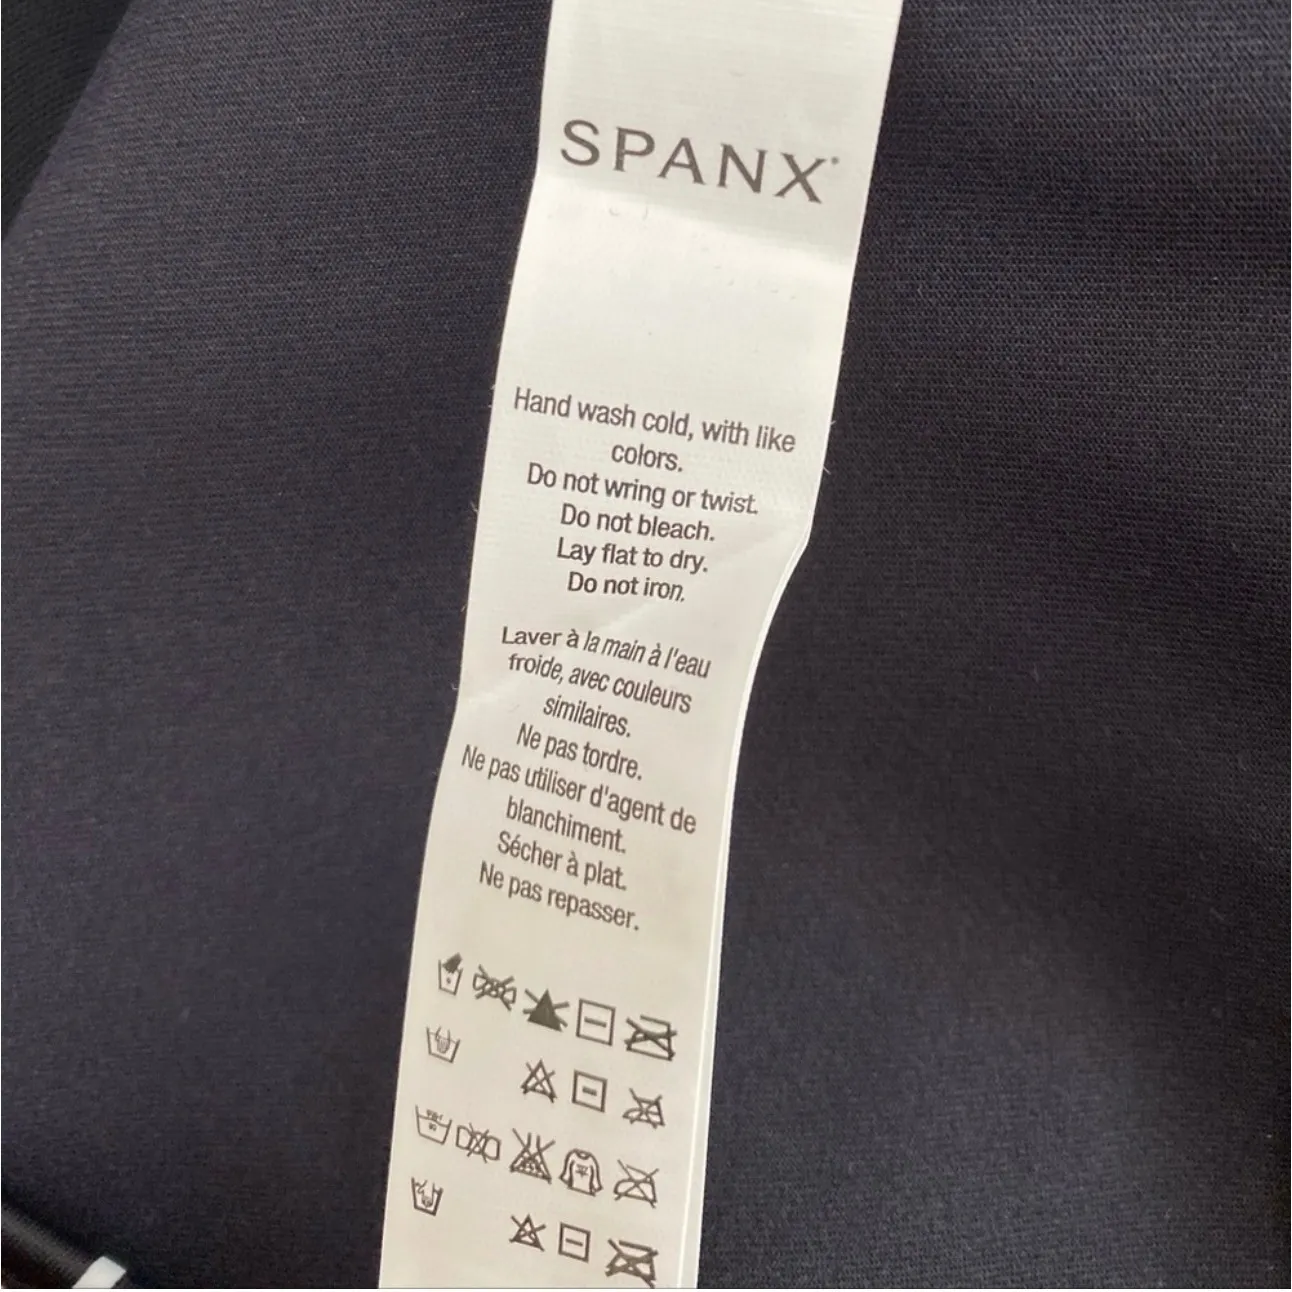 SPANX
Hand wash cold, with like
colors.
Do not wring or twist.
Do not bleach.
Lay flat to dry.
Do not iron.
Laver à la main à l'eau
froide, avec couleurs
similaires.
Ne pas tordre.
Ne pas utiliser d'agent de
blanchiment.
Sécher à plat.
Ne pas repasser.